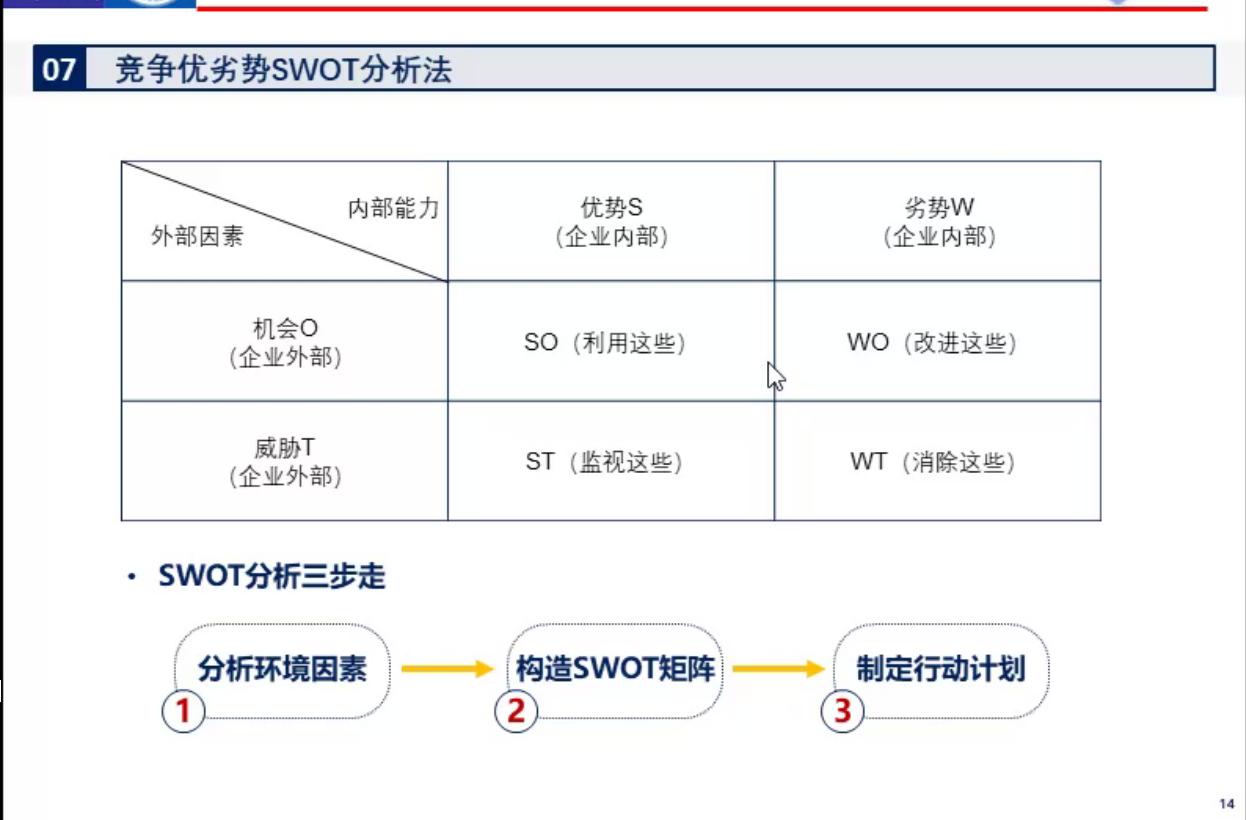 07 竞争优劣势SWOT分析法
内部能力
外部因素
优势S
（企业内部）
劣势W
（企业内部）
机会O
（企业外部）
SO（利用这些）
WO（改进这些）
威胁T
（企业外部）
ST（监视这些）
WT（消除这些）
• SWOT分析三步走
分析环境因素
1
构造SWOT矩阵
2
制定行动计划
3
14